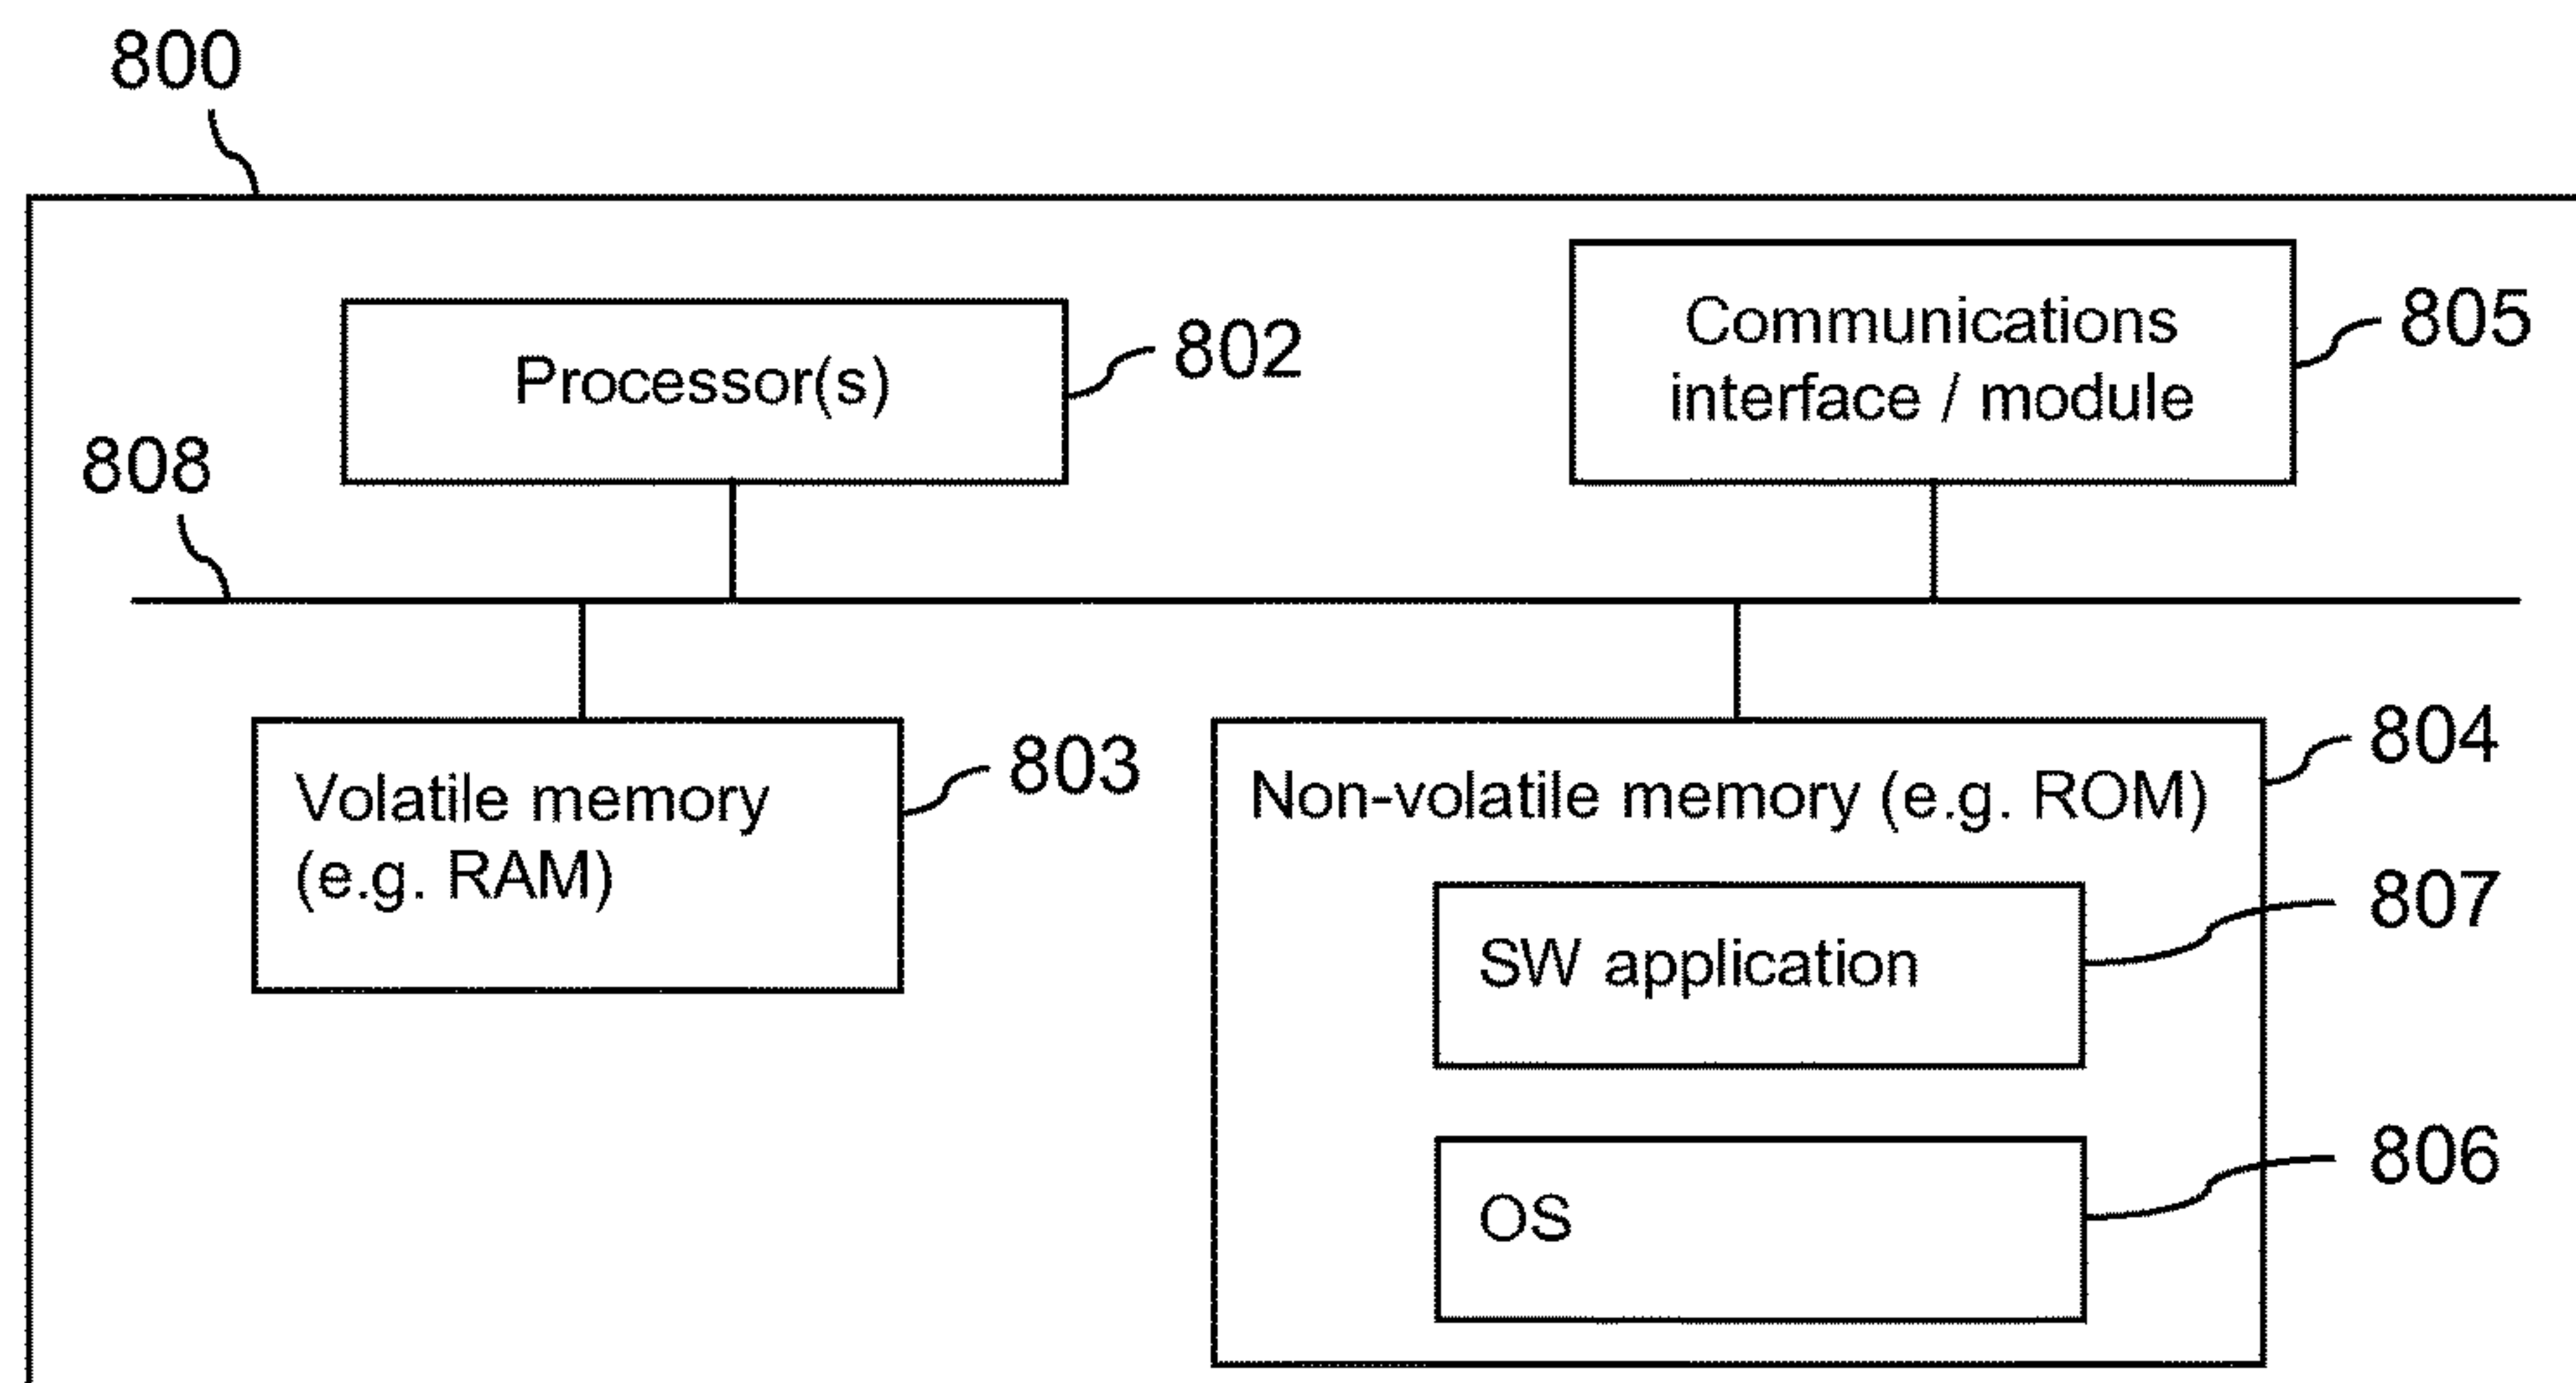 800
Processor(s)
802
Communications
interface / module
805
808
Volatile memory
(e.g. RAM)
803
Non-volatile memory (e.g. ROM)
804
SW application
807
OS
806